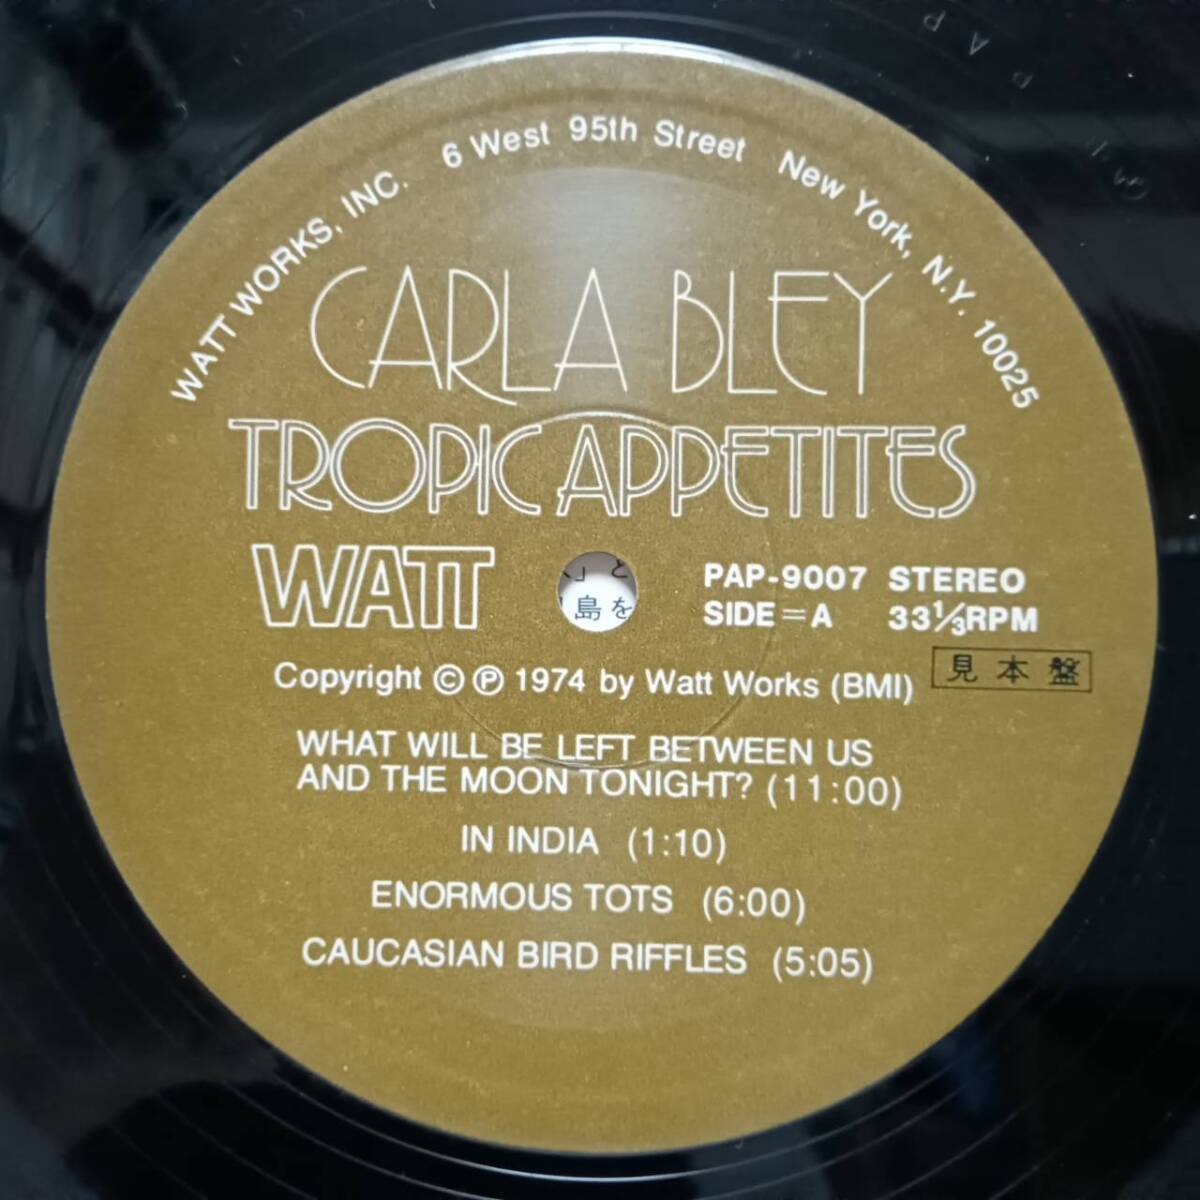 WATT WORKS, INC. 6 West 95th Street New York, N.Y. 10025
CARLA BLEY
TROPIC APPETITES
WATT
PAP-9007 STEREO
SIDE=A 33⅓RPM
見本盤
Copyright © ℗ 1974 by Watt Works (BMI)
WHAT WILL BE LEFT BETWEEN US
AND THE MOON TONIGHT? (11:00)
IN INDIA (1:10)
ENORMOUS TOTS (6:00)
CAUCASIAN BIRD RIFFLES (5:05)
」と
島を